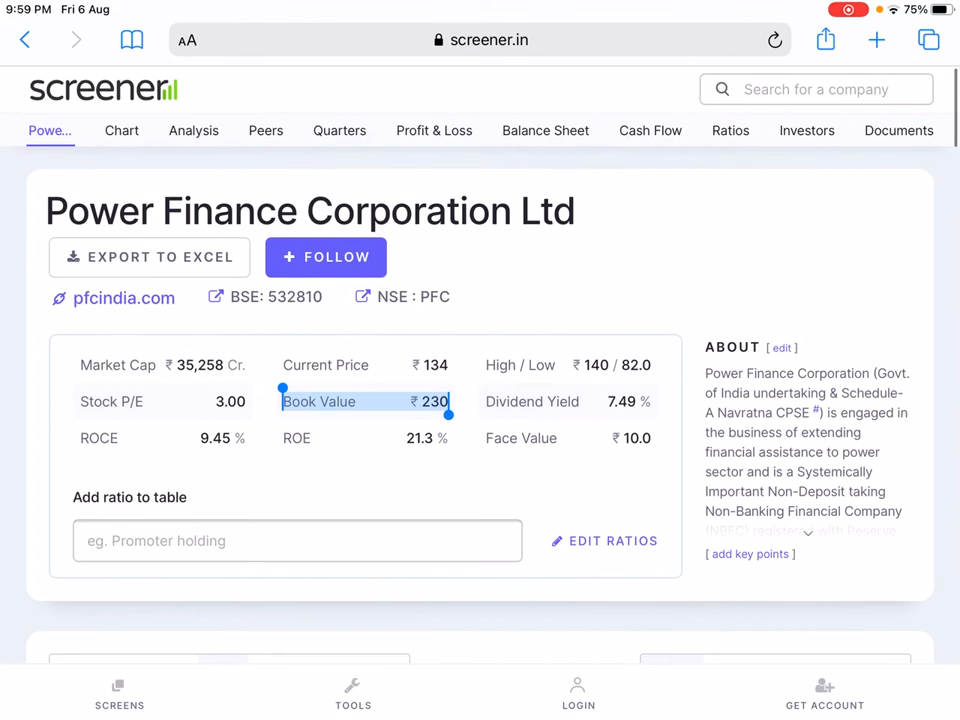 9:59 PM Fri 6 Aug 75%
AA screener.in
screener Search for a company
Powe... Chart Analysis Peers Quarters Profit & Loss Balance Sheet Cash Flow Ratios Investors Documents
Power Finance Corporation Ltd
EXPORT TO EXCEL + FOLLOW
pfcindia.com BSE: 532810 NSE : PFC
Market Cap ₹ 35,258 Cr. Current Price ₹ 134 High / Low ₹ 140 / 82.0
Stock P/E 3.00 Book Value ₹ 230 Dividend Yield 7.49 %
ROCE 9.45 % ROE 21.3 % Face Value ₹ 10.0
Add ratio to table
eg. Promoter holding EDIT RATIOS
ABOUT [ edit ]
Power Finance Corporation (Govt.
of India undertaking & Schedule-
A Navratna CPSE #) is engaged in
the business of extending
financial assistance to power
sector and is a Systemically
Important Non-Deposit taking
Non-Banking Financial Company
(NBFC) registered with Reserve
[ add key points ]
SCREENS TOOLS LOGIN GET ACCOUNT